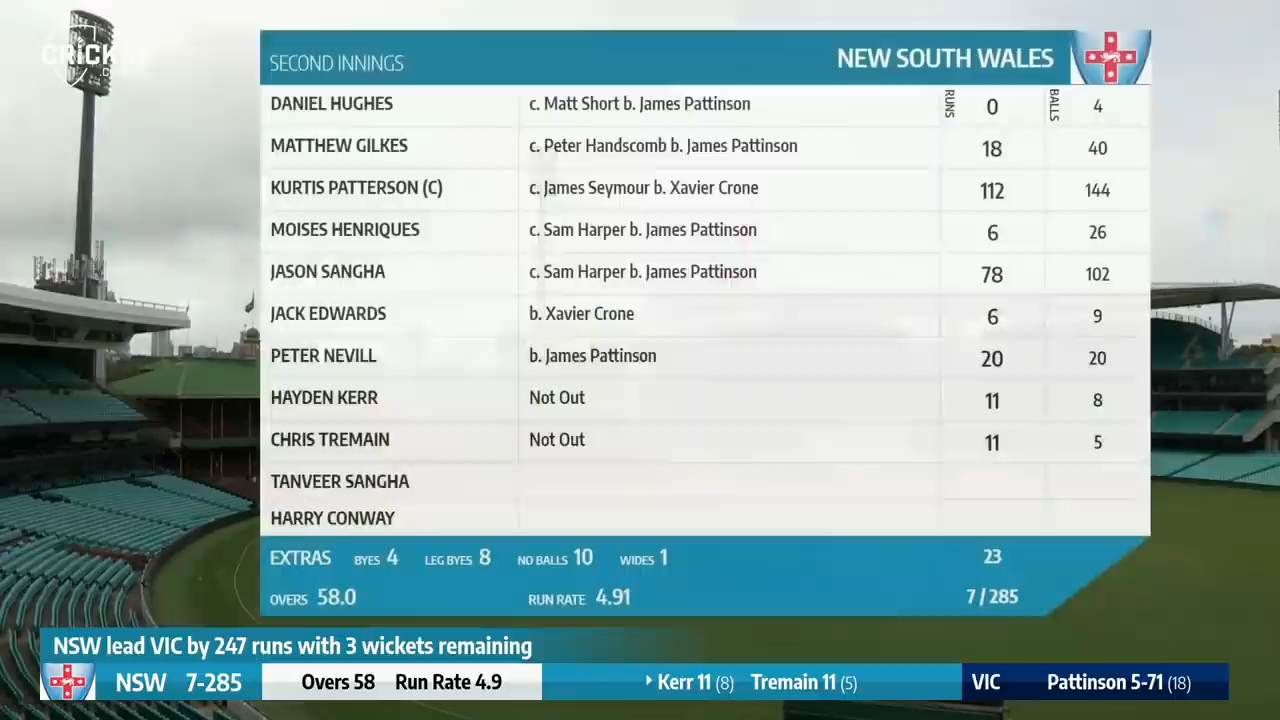 CRICKET
SECOND INNINGS NEW SOUTH WALES
RUNS BALLS
DANIEL HUGHES c. Matt Short b. James Pattinson 0 4
MATTHEW GILKES c. Peter Handscomb b. James Pattinson 18 40
KURTIS PATTERSON (C) c. James Seymour b. Xavier Crone 112 144
MOISES HENRIQUES c. Sam Harper b. James Pattinson 6 26
JASON SANGHA c. Sam Harper b. James Pattinson 78 102
JACK EDWARDS b. Xavier Crone 6 9
PETER NEVILL b. James Pattinson 20 20
HAYDEN KERR Not Out 11 8
CHRIS TREMAIN Not Out 11 5
TANVEER SANGHA
HARRY CONWAY
EXTRAS BYES 4 LEG BYES 8 NO BALLS 10 WIDES 1 23
OVERS 58.0 RUN RATE 4.91 7 / 285
NSW lead VIC by 247 runs with 3 wickets remaining
NSW 7-285 Overs 58 Run Rate 4.9 Kerr 11 (8) Tremain 11 (5) VIC Pattinson 5-71 (18)